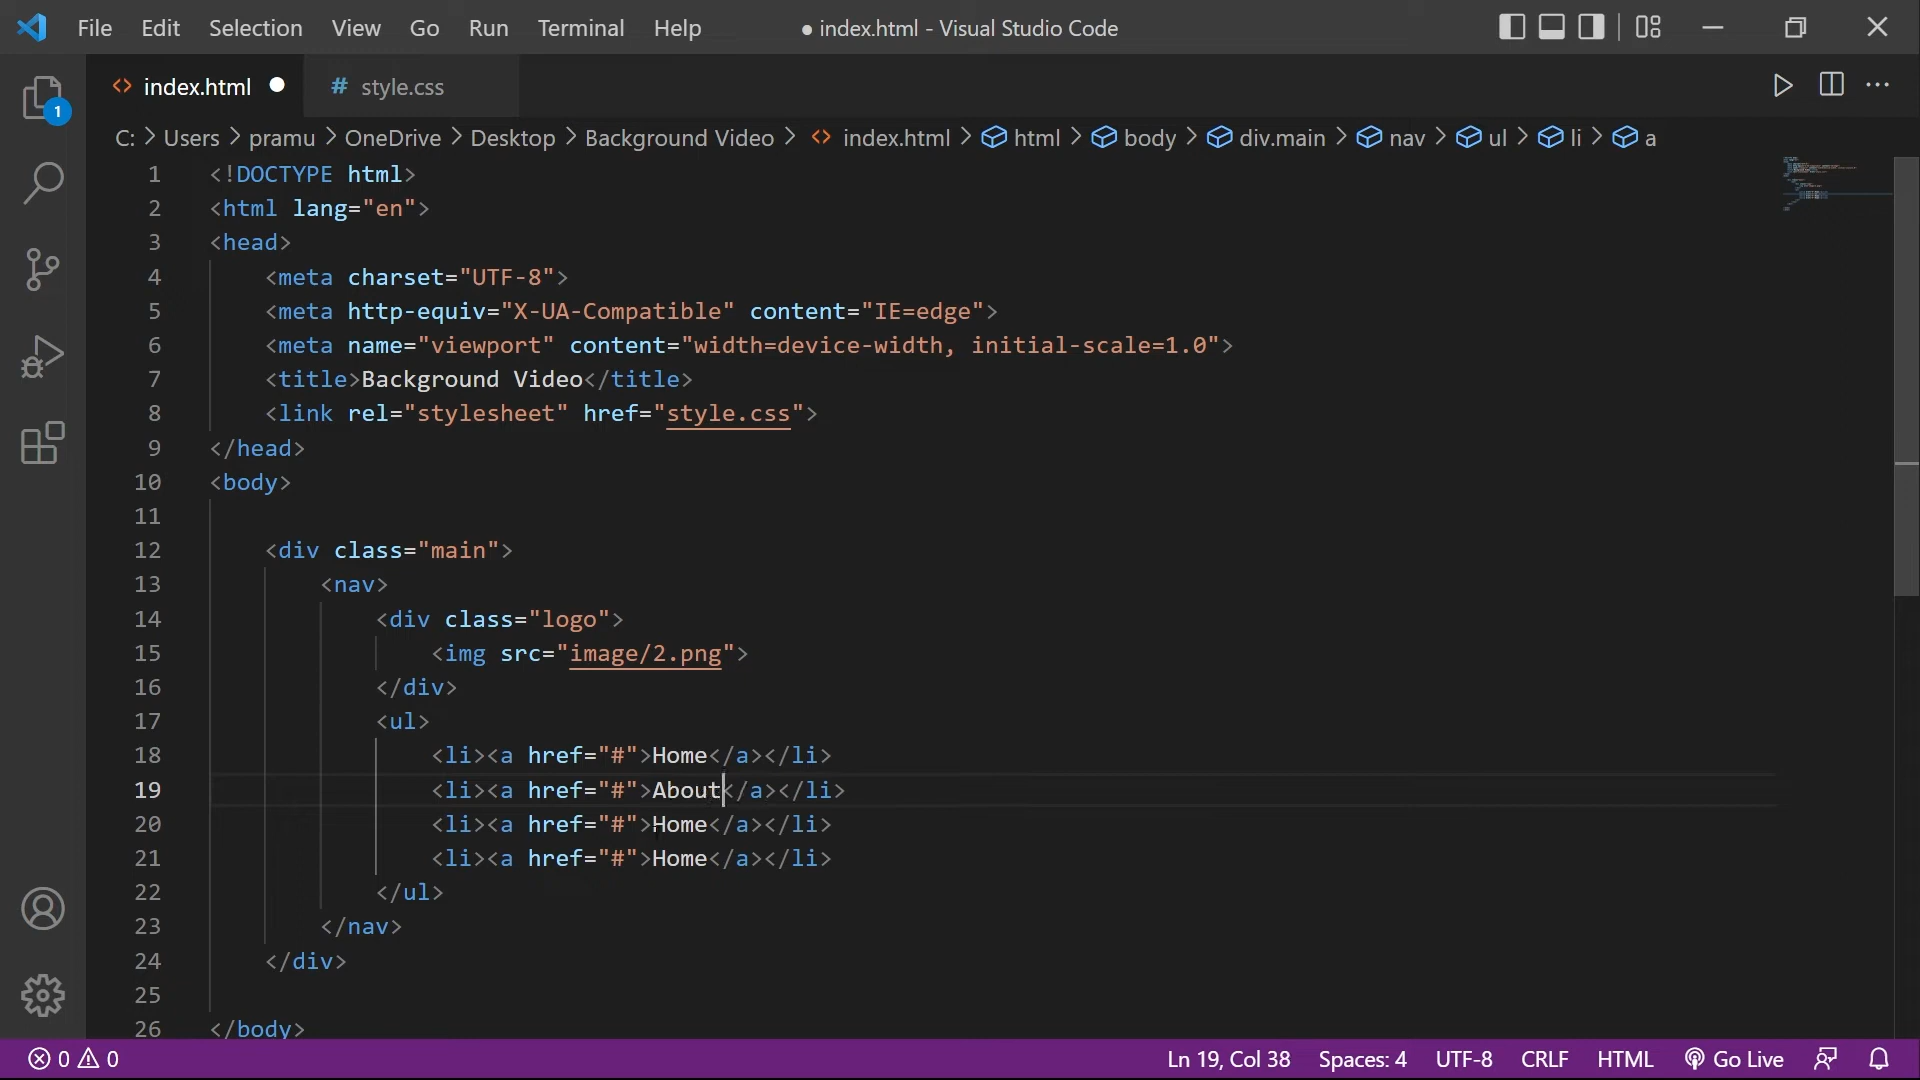 File Edit Selection View Go Run Terminal Help ● index.html - Visual Studio Code
index.html ● # style.css
1
C: > Users > pramu > OneDrive > Desktop > Background Video > <> index.html > html > body > div.main > nav > ul > li > a
1 <!DOCTYPE html>
2 <html lang="en">
3 <head>
4 <meta charset="UTF-8">
5 <meta http-equiv="X-UA-Compatible" content="IE=edge">
6 <meta name="viewport" content="width=device-width, initial-scale=1.0">
7 <title>Background Video</title>
8 <link rel="stylesheet" href="style.css">
9 </head>
10 <body>
11
12 <div class="main">
13 <nav>
14 <div class="logo">
15 <img src="image/2.png">
16 </div>
17 <ul>
18 <li><a href="#">Home</a></li>
19 <li><a href="#">About</a></li>
20 <li><a href="#">Home</a></li>
21 <li><a href="#">Home</a></li>
22 </ul>
23 </nav>
24 </div>
25
26 </body>
0 0 Ln 19, Col 38 Spaces: 4 UTF-8 CRLF HTML Go Live